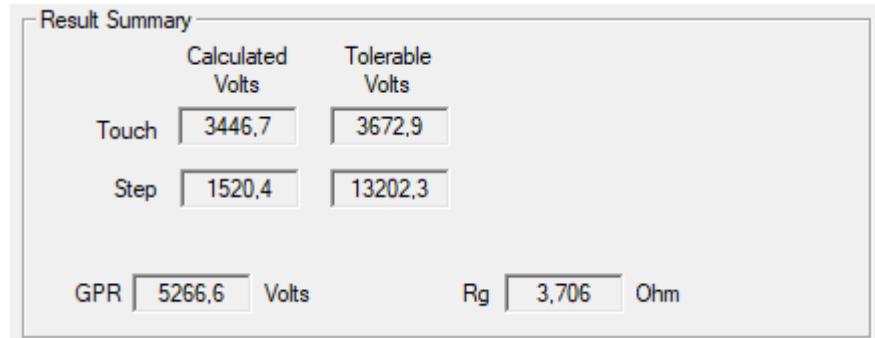 Result Summary
Calculated Tolerable
Volts Volts
Touch 3446,7 3672,9
Step 1520,4 13202,3
GPR 5266,6 Volts Rg 3,706 Ohm